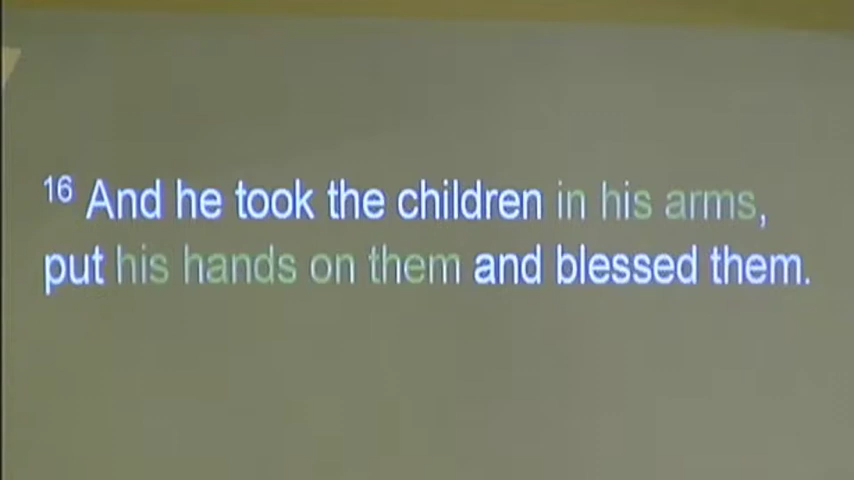 16 And he took the children in his arms,
put his hands on them and blessed them.